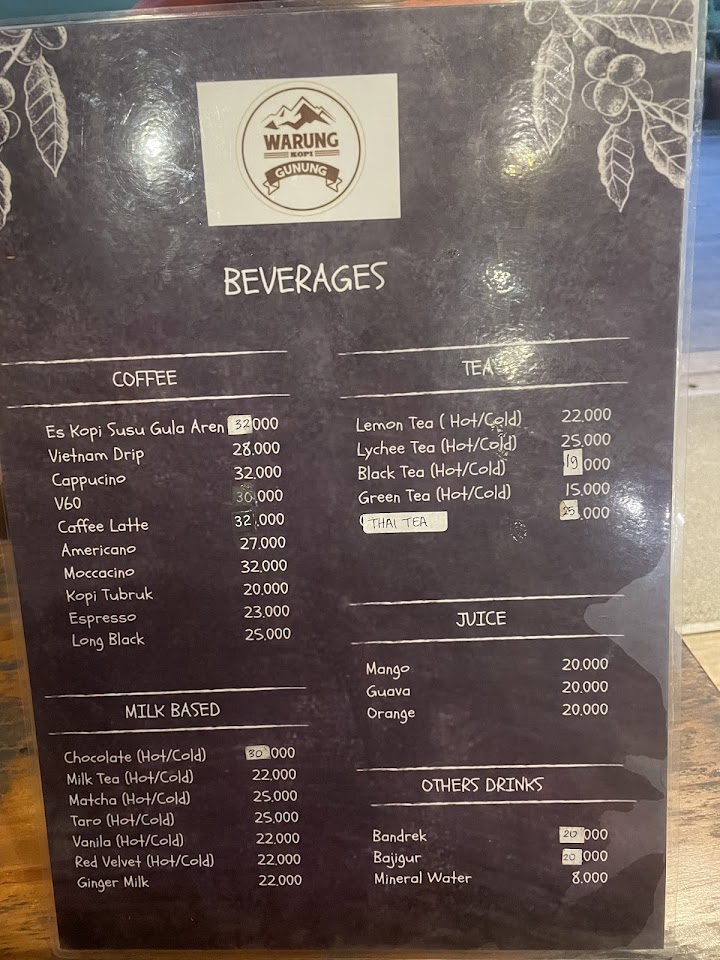 WARUNG
KOPI
GUNUNG
BEVERAGES
COFFEE
Es Kopi Susu Gula Aren 32.000
Vietnam Drip 28.000
Cappucino 32.000
V60 30.000
Caffee Latte 32.000
Americano 27.000
Moccacino 32.000
Kopi Tubruk 20.000
Espresso 23.000
Long Black 25.000
MILK BASED
Chocolate (Hot/Cold) 30.000
Milk Tea (Hot/Cold) 22.000
Matcha (Hot/Cold) 25.000
Taro (Hot/Cold) 25.000
Vanila (Hot/Cold) 22.000
Red Velvet (Hot/Cold) 22.000
Ginger Milk 22.000
TEA
Lemon Tea ( Hot/Cold) 22.000
Lychee Tea (Hot/Cold) 25.000
Black Tea (Hot/Cold) 19.000
Green Tea (Hot/Cold) 15.000
THAI TEA 25.000
JUICE
Mango 20.000
Guava 20.000
Orange 20.000
OTHERS DRINKS
Bandrek 20.000
Bajigur 20.000
Mineral Water 8.000